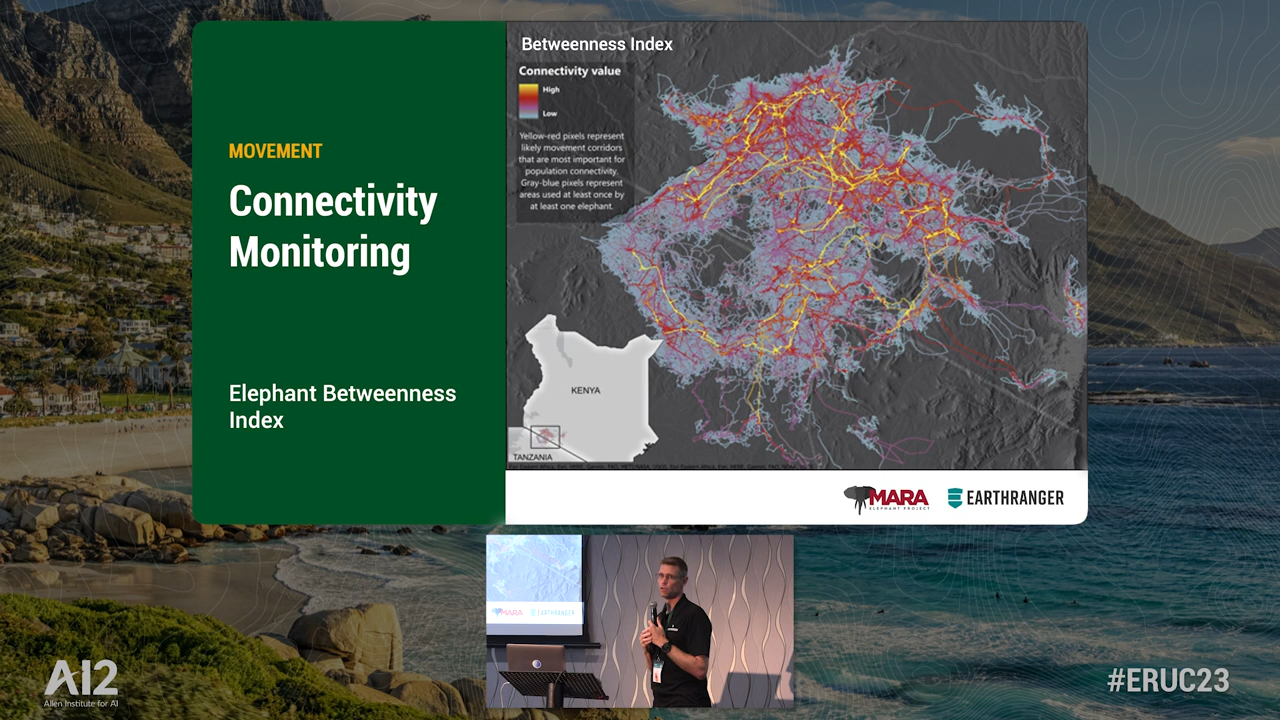 MOVEMENT
Connectivity
Monitoring
Elephant Betweenness
Index
Betweenness Index
Connectivity value
High
Low
Yellow-red pixels represent
likely movement corridors
that are most important for
population connectivity.
Gray-blue pixels represent
areas used at least once by
at least one elephant.
KENYA
TANZANIA
MARA
ELEPHANT PROJECT
EARTHRANGER
MARA
EARTHRANGER
AI2
Allen Institute for AI
#ERUC23